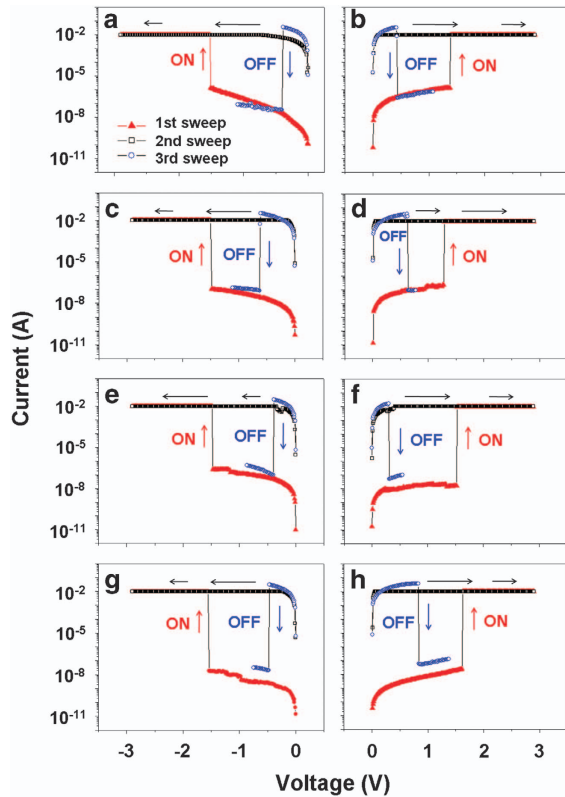 a
b
10⁻²
10⁻⁵
10⁻⁸
10⁻¹¹
ON
OFF
OFF
ON
1st sweep
2nd sweep
3rd sweep
c
d
10⁻²
10⁻⁵
10⁻⁸
10⁻¹¹
ON
OFF
OFF
ON
e
f
10⁻²
10⁻⁵
10⁻⁸
10⁻¹¹
ON
OFF
OFF
ON
g
h
10⁻²
10⁻⁵
10⁻⁸
10⁻¹¹
ON
OFF
OFF
ON
Current (A)
-3 -2 -1 0
0 1 2 3
Voltage (V)